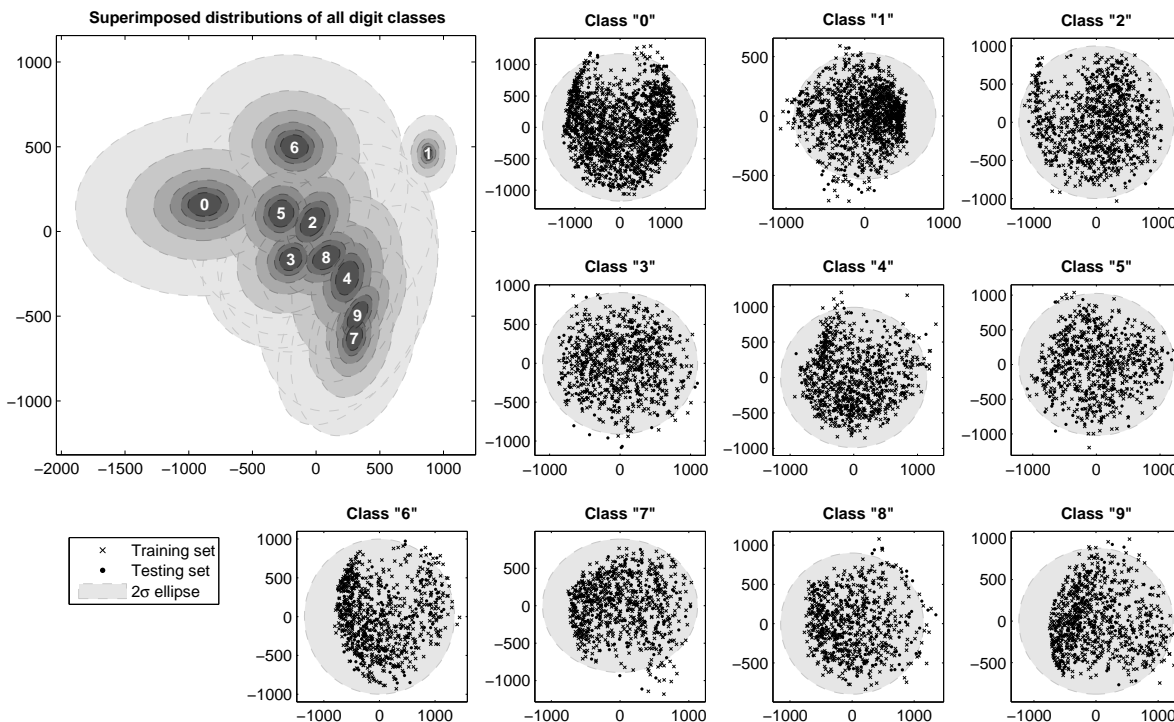 Superimposed distributions of all digit classes
1000
500
0
−500
−1000
−2000 −1500 −1000 −500 0 500 1000
6
1
0
5
2
3
8
4
9
7
Class "0"
1000
500
0
−500
−1000
−1000 0 1000
Class "1"
500
0
−500
−1000 0 1000
Class "2"
1000
500
0
−500
−1000
−1000 0 1000
Class "3"
1000
500
0
−500
−1000
−1000 0 1000
Class "4"
1000
500
0
−500
−1000
−1000 0 1000
Class "5"
1000
500
0
−500
−1000
−1000 0 1000
× Training set
• Testing set
2σ ellipse
Class "6"
1000
500
0
−500
−1000
−1000 0 1000
Class "7"
1000
500
0
−500
−1000
−1000 0 1000
Class "8"
1000
500
0
−500
−1000 0 1000
Class "9"
1000
500
0
−500
−1000 0 1000